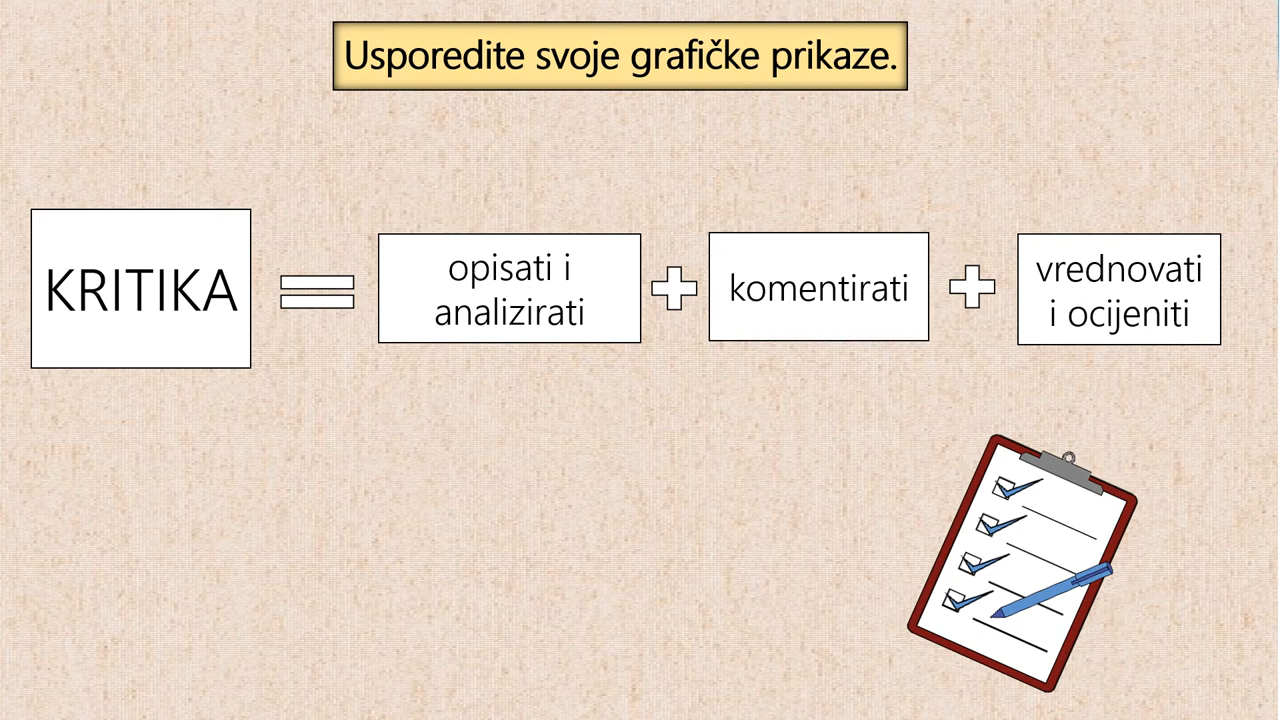 Usporedite svoje grafičke prikaze.
KRITIKA
opisati i
analizirati
komentirati
vrednovati
i ocijeniti